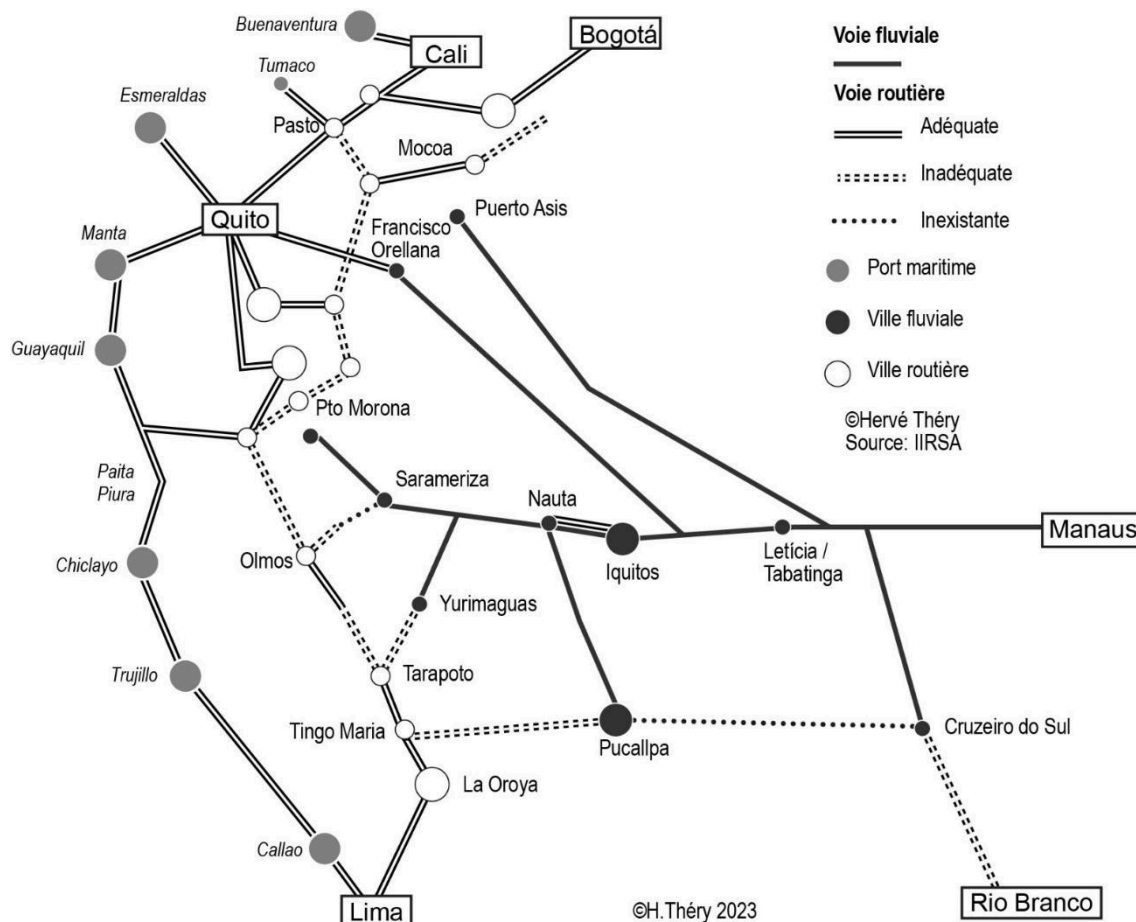 Buenaventura
Cali
Bogotá
Tumaco
Esmeraldas
Pasto
Mocoa
Quito
Puerto Asis
Francisco
Orellana
Manta
Guayaquil
Pto Morona
Paita
Piura
Sarameriza
Nauta
Iquitos
Letícia /
Tabatinga
Manaus
Olmos
Chiclayo
Yurimaguas
Trujillo
Tarapoto
Tingo Maria
Pucallpa
Cruzeiro do Sul
La Oroya
Callao
Lima
Rio Branco
Voie fluviale
Voie routière
Adéquate
Inadéquate
Inexistante
Port maritime
Ville fluviale
Ville routière
©Hervé Théry
Source: IIRSA
©H.Théry 2023